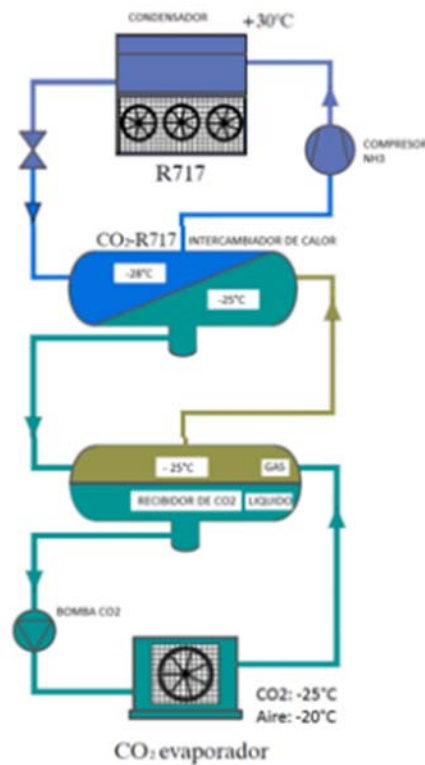 CONDENSADOR
+30°C
COMPRESOR
NH3
R717
CO₂-R717
INTERCAMBIADOR DE CALOR
-28°C
-25°C
- 25°C
GAS
RECIBIDOR DE CO2
LIQUIDO
BOMBA CO2
CO2: -25°C
Aire: -20°C
CO₂ evaporador